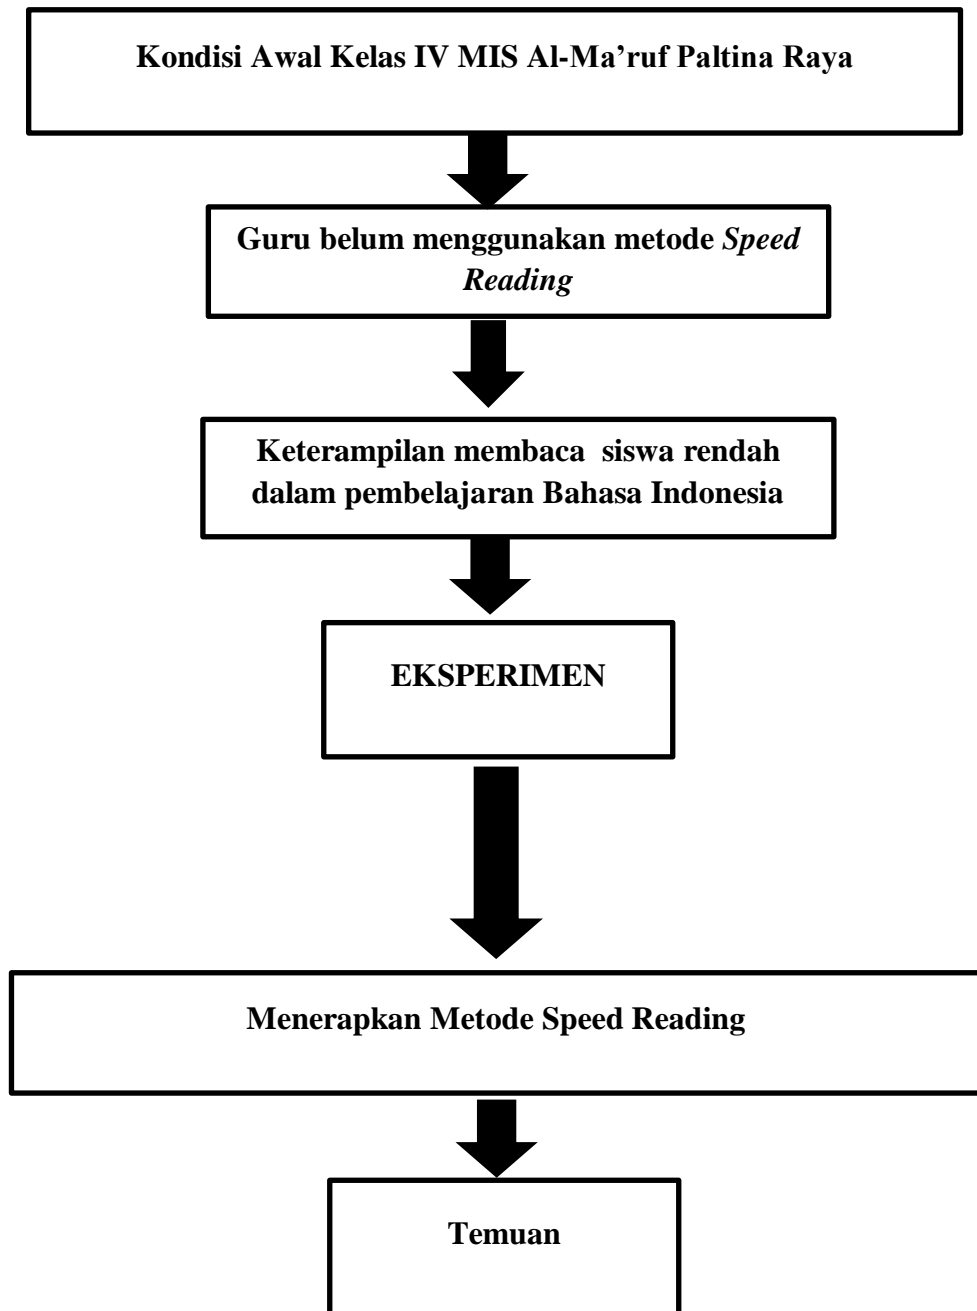 Kondisi Awal Kelas IV MIS Al-Ma’ruf Paltina Raya
Guru belum menggunakan metode Speed
Reading
Keterampilan membaca  siswa rendah
dalam pembelajaran Bahasa Indonesia
EKSPERIMEN
Menerapkan Metode Speed Reading
Temuan